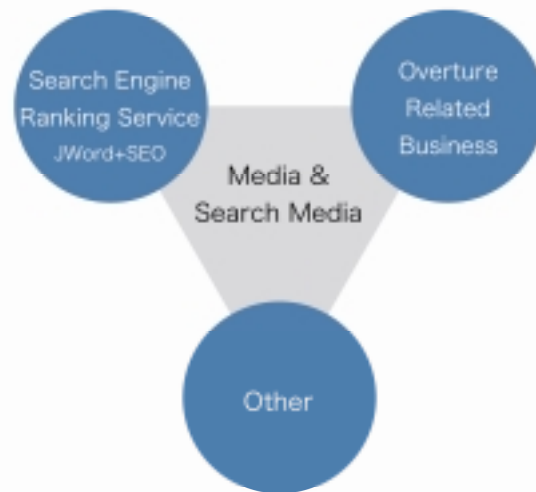 Search Engine
Ranking Service
JWord+SEO
Overture
Related
Business
Media &
Search Media
Other